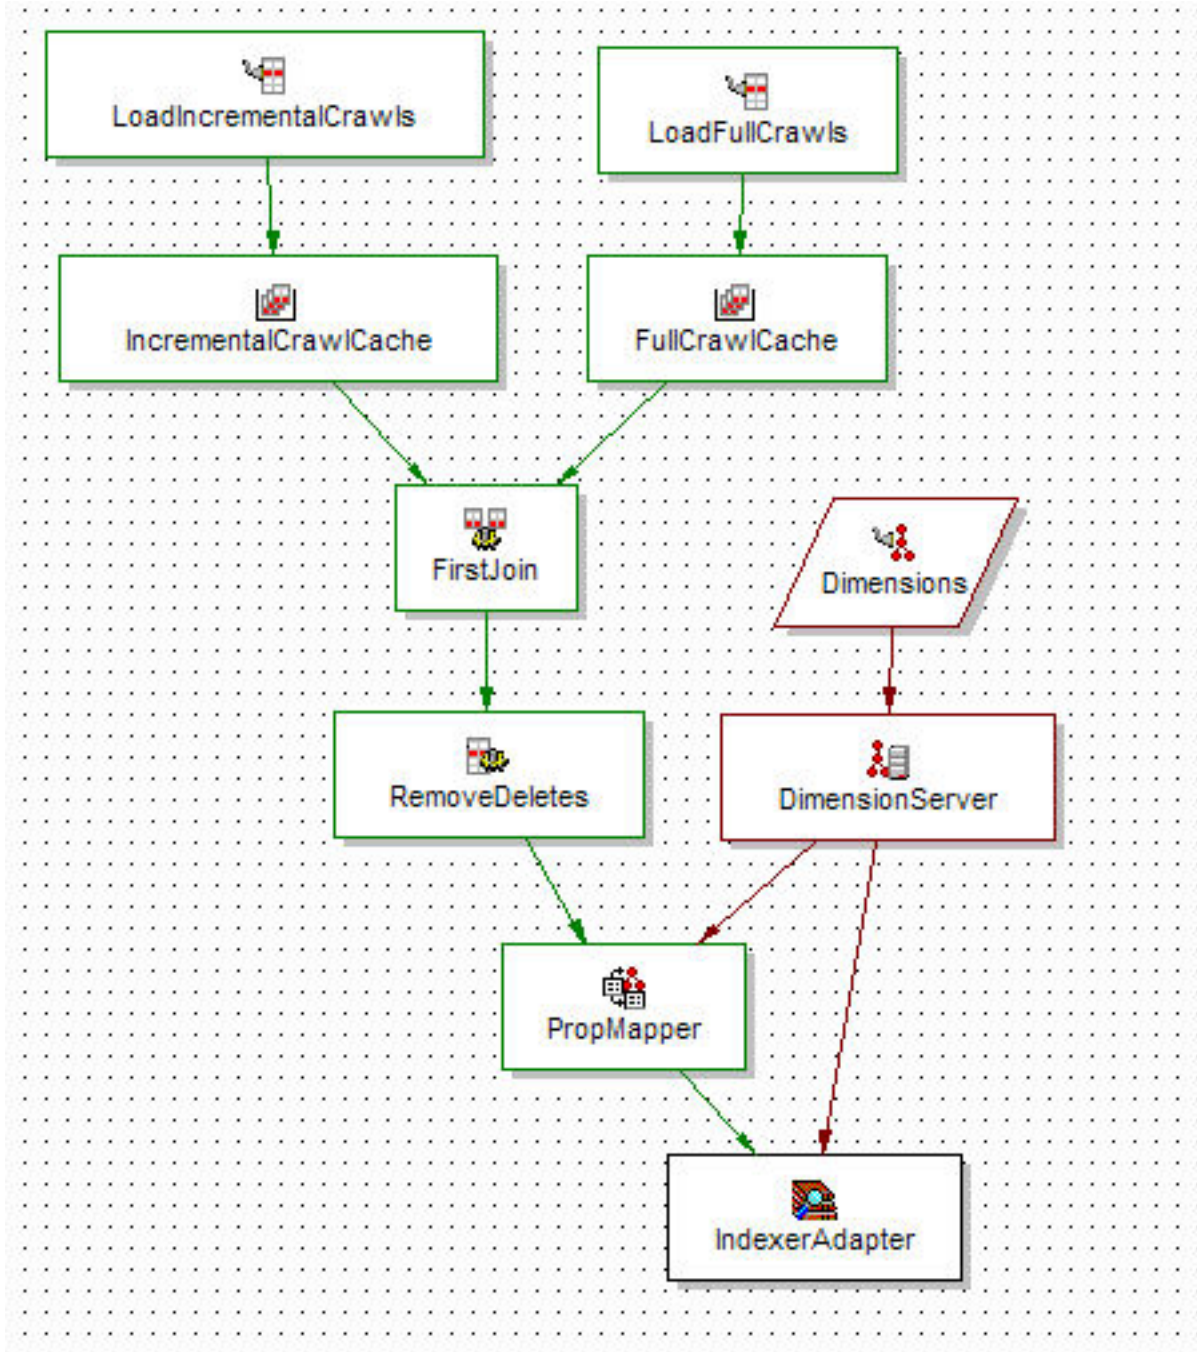 LoadIncrementalCrawls
LoadFullCrawls
IncrementalCrawlCache
FullCrawlCache
FirstJoin
Dimensions
RemoveDeletes
DimensionServer
PropMapper
IndexerAdapter